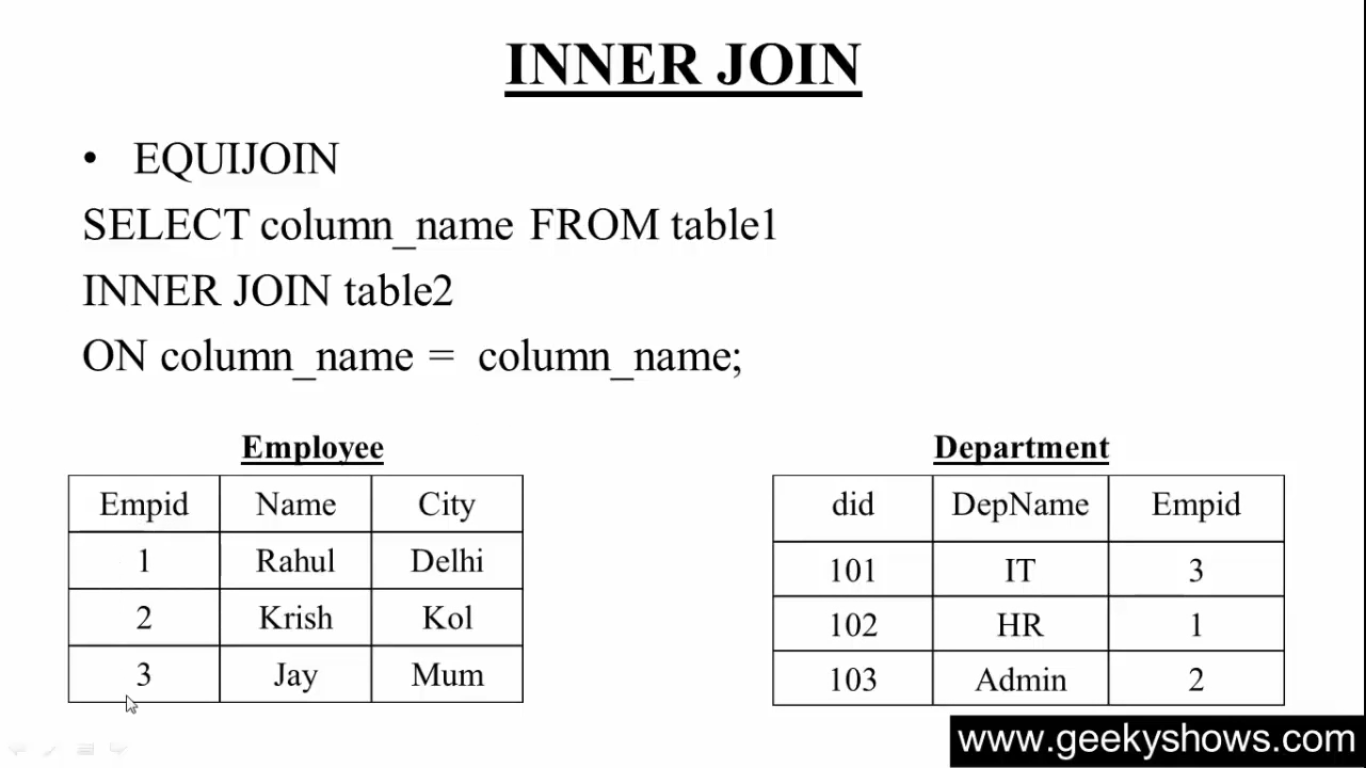 INNER JOIN
• EQUIJOIN
SELECT column_name FROM table1
INNER JOIN table2
ON column_name = column_name;
Employee
Empid Name City
1 Rahul Delhi
2 Krish Kol
3 Jay Mum
Department
did DepName Empid
101 IT 3
102 HR 1
103 Admin 2
www.geekyshows.com